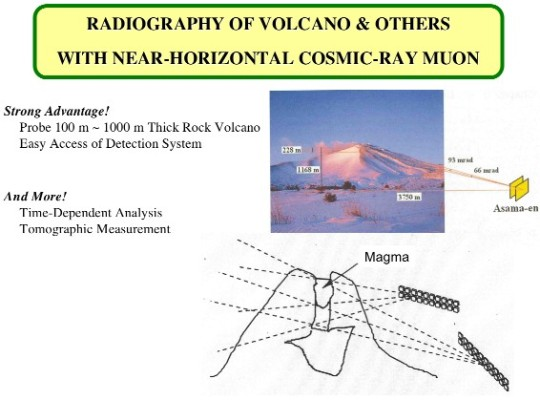 RADIOGRAPHY OF VOLCANO & OTHERS
WITH NEAR-HORIZONTAL COSMIC-RAY MUON
Strong Advantage!
Probe 100 m ~ 1000 m Thick Rock Volcano
Easy Access of Detection System
And More!
Time-Dependent Analysis
Tomographic Measurement
228 m
1168 m
93 mrad
66 mrad
3750 m
Asama-en
Magma